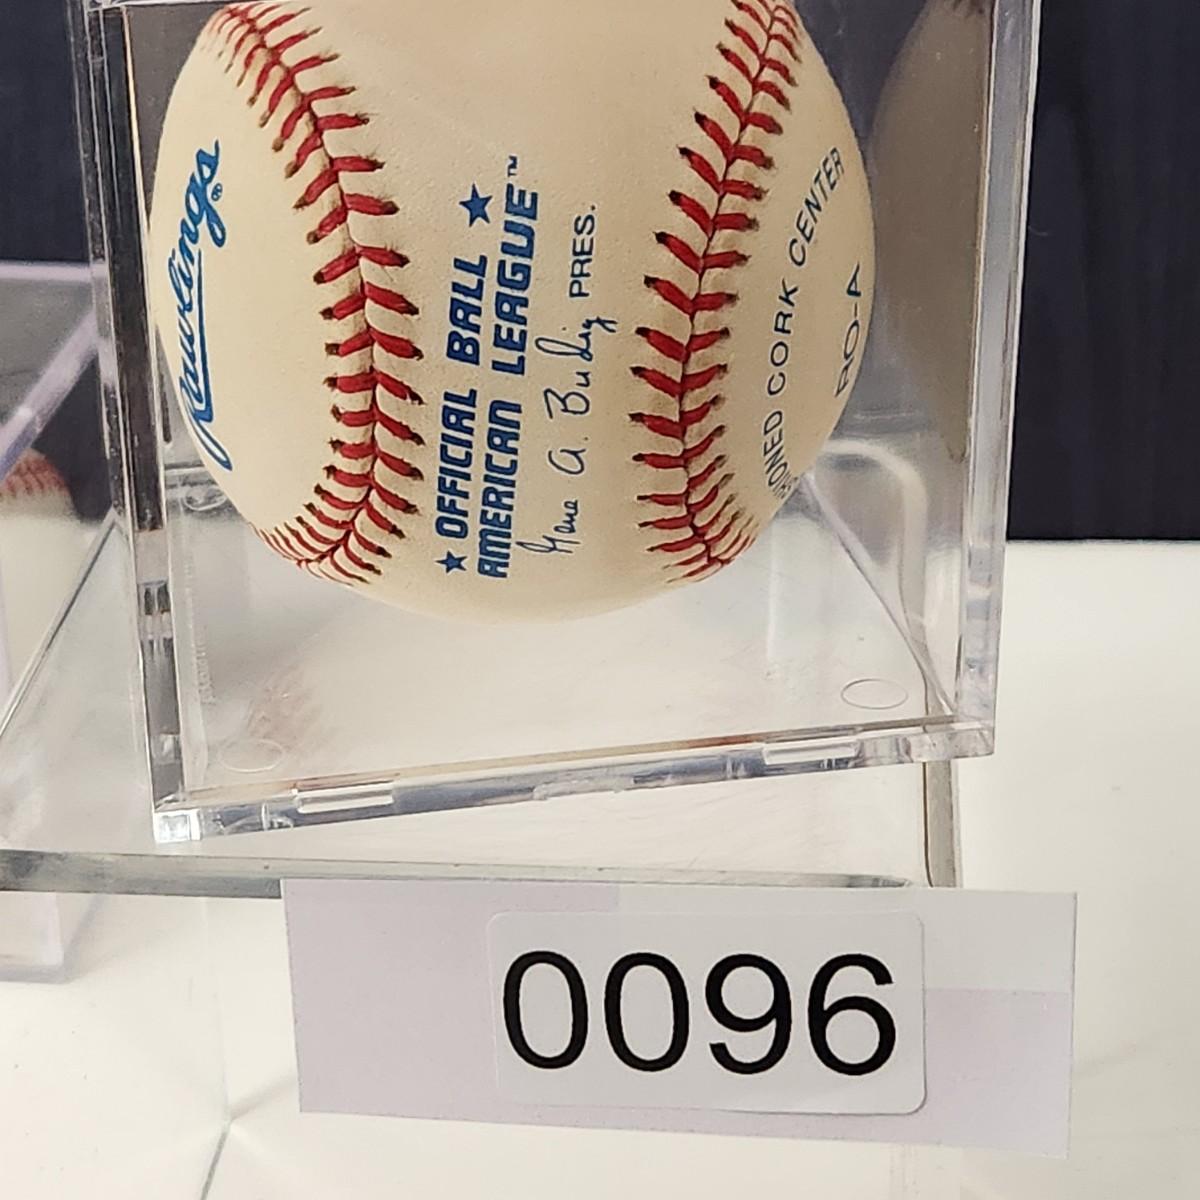 Rawlings®
★ OFFICIAL BALL ★
AMERICAN LEAGUE™
Gene A. Budig PRES.
CORK CENTER
RO-A
0096